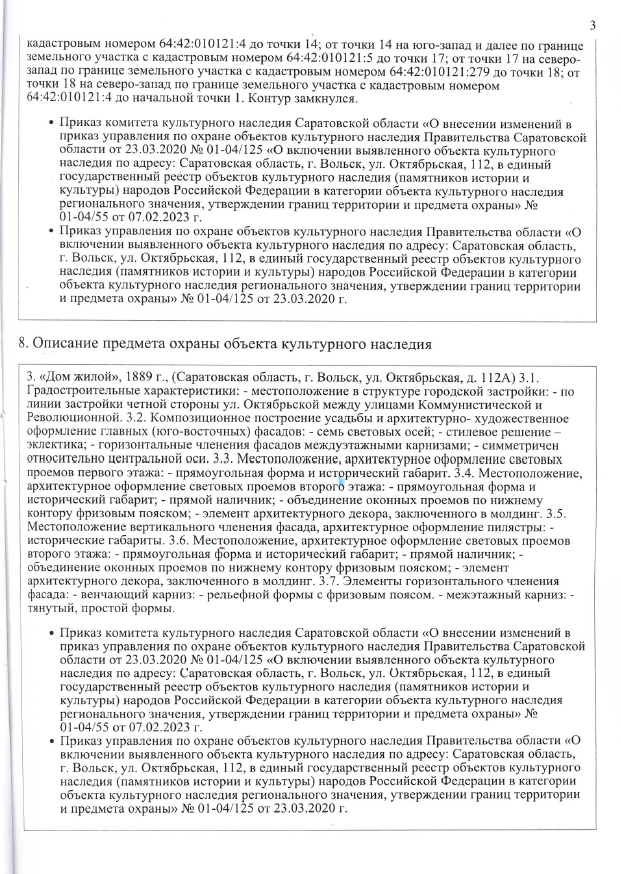 3
кадастровым номером 64:42:010121:4 до точки 14; от точки 14 на юго-запад и далее по границе
земельного участка с кадастровым номером 64:42:010121:5 до точки 17; от точки 17 на северо-
запад по границе земельного участка с кадастровым номером 64:42:010121:279 до точки 18; от
точки 18 на северо-запад по границе земельного участка с кадастровым номером
64:42:010121:4 до начальной точки 1. Контур замкнулся.
• Приказ комитета культурного наследия Саратовской области «О внесении изменений в
приказ управления по охране объектов культурного наследия Правительства Саратовской
области от 23.03.2020 № 01-04/125 «О включении выявленного объекта культурного
наследия по адресу: Саратовская область, г. Вольск, ул. Октябрьская, 112, в единый
государственный реестр объектов культурного наследия (памятников истории и
культуры) народов Российской Федерации в категории объекта культурного наследия
регионального значения, утверждении границ территории и предмета охраны» №
01-04/55 от 07.02.2023 г.
• Приказ управления по охране объектов культурного наследия Правительства области «О
включении выявленного объекта культурного наследия по адресу: Саратовская область,
г. Вольск, ул. Октябрьская, 112, в единый государственный реестр объектов культурного
наследия (памятников истории и культуры) народов Российской Федерации в категории
объекта культурного наследия регионального значения, утверждении границ территории
и предмета охраны» № 01-04/125 от 23.03.2020 г.
8. Описание предмета охраны объекта культурного наследия
3. «Дом жилой», 1889 г., (Саратовская область, г. Вольск, ул. Октябрьская, д. 112А) 3.1.
Градостроительные характеристики: - местоположение в структуре городской застройки: - по
линии застройки четной стороны ул. Октябрьской между улицами Коммунистической и
Революционной. 3.2. Композиционное построение усадьбы и архитектурно- художественное
оформление главных (юго-восточных) фасадов: - семь световых осей; - стилевое решение –
эклектика; - горизонтальные членения фасадов междуэтажными карнизами; - симметричен
относительно центральной оси. 3.3. Местоположение, архитектурное оформление световых
проемов первого этажа: - прямоугольная форма и исторический габарит. 3.4. Местоположение,
архитектурное оформление световых проемов второго этажа: - прямоугольная форма и
исторический габарит; - прямой наличник; - объединение оконных проемов по нижнему
контору фризовым пояском; - элемент архитектурного декора, заключенного в молдинг. 3.5.
Местоположение вертикального членения фасада, архитектурное оформление пилястры: -
исторические габариты. 3.6. Местоположение, архитектурное оформление световых проемов
второго этажа: - прямоугольная форма и исторический габарит; - прямой наличник; -
объединение оконных проемов по нижнему контору фризовым пояском; - элемент
архитектурного декора, заключенного в молдинг. 3.7. Элементы горизонтального членения
фасада: - венчающий карниз: - рельефной формы с фризовым поясом. - межэтажный карниз: -
тянутый, простой формы.
• Приказ комитета культурного наследия Саратовской области «О внесении изменений в
приказ управления по охране объектов культурного наследия Правительства Саратовской
области от 23.03.2020 № 01-04/125 «О включении выявленного объекта культурного
наследия по адресу: Саратовская область, г. Вольск, ул. Октябрьская, 112, в единый
государственный реестр объектов культурного наследия (памятников истории и
культуры) народов Российской Федерации в категории объекта культурного наследия
регионального значения, утверждении границ территории и предмета охраны» №
01-04/55 от 07.02.2023 г.
• Приказ управления по охране объектов культурного наследия Правительства области «О
включении выявленного объекта культурного наследия по адресу: Саратовская область,
г. Вольск, ул. Октябрьская, 112, в единый государственный реестр объектов культурного
наследия (памятников истории и культуры) народов Российской Федерации в категории
объекта культурного наследия регионального значения, утверждении границ территории
и предмета охраны» № 01-04/125 от 23.03.2020 г.